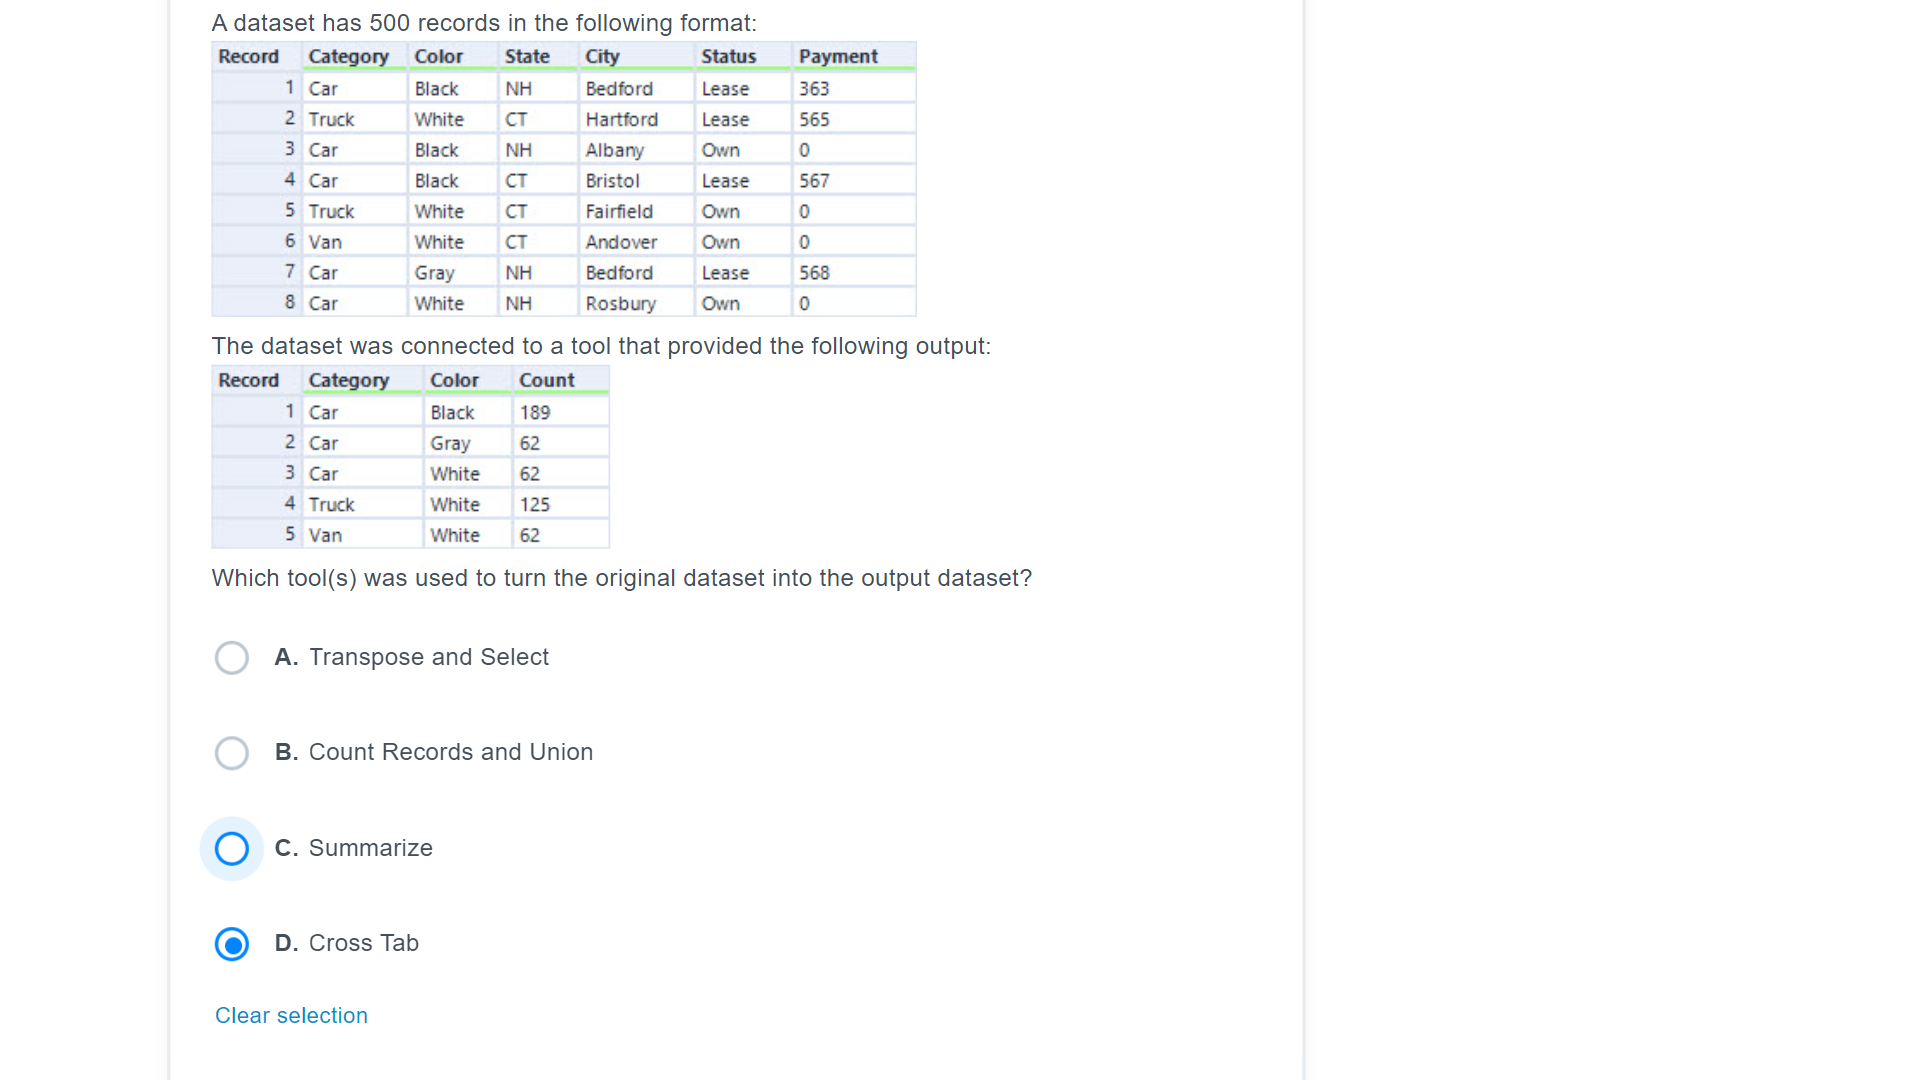 A dataset has 500 records in the following format:
Record Category Color State City Status Payment
1 Car Black NH Bedford Lease 363
2 Truck White CT Hartford Lease 565
3 Car Black NH Albany Own 0
4 Car Black CT Bristol Lease 567
5 Truck White CT Fairfield Own 0
6 Van White CT Andover Own 0
7 Car Gray NH Bedford Lease 568
8 Car White NH Rosbury Own 0
The dataset was connected to a tool that provided the following output:
Record Category Color Count
1 Car Black 189
2 Car Gray 62
3 Car White 62
4 Truck White 125
5 Van White 62
Which tool(s) was used to turn the original dataset into the output dataset?
A. Transpose and Select
B. Count Records and Union
C. Summarize
D. Cross Tab
Clear selection